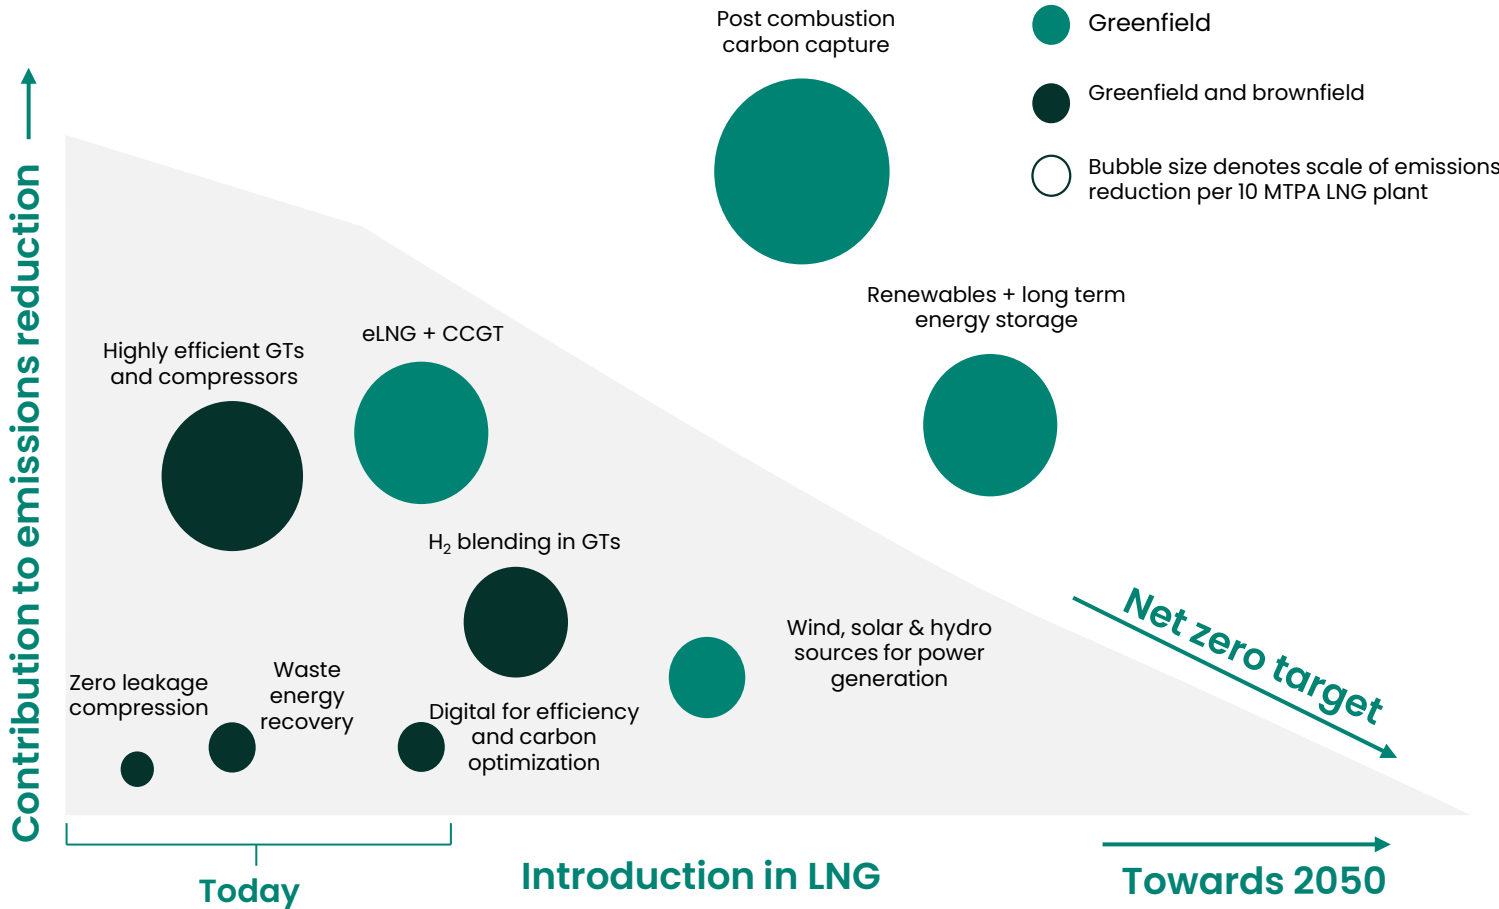 Post combustion
carbon capture
Greenfield
Greenfield and brownfield
Bubble size denotes scale of emissions
reduction per 10 MTPA LNG plant
Contribution to emissions reduction
Renewables + long term
energy storage
eLNG + CCGT
Highly efficient GTs
and compressors
H₂ blending in GTs
Net zero target
Wind, solar & hydro
sources for power
generation
Waste
energy
recovery
Zero leakage
compression
Digital for efficiency
and carbon
optimization
Today
Introduction in LNG
Towards 2050